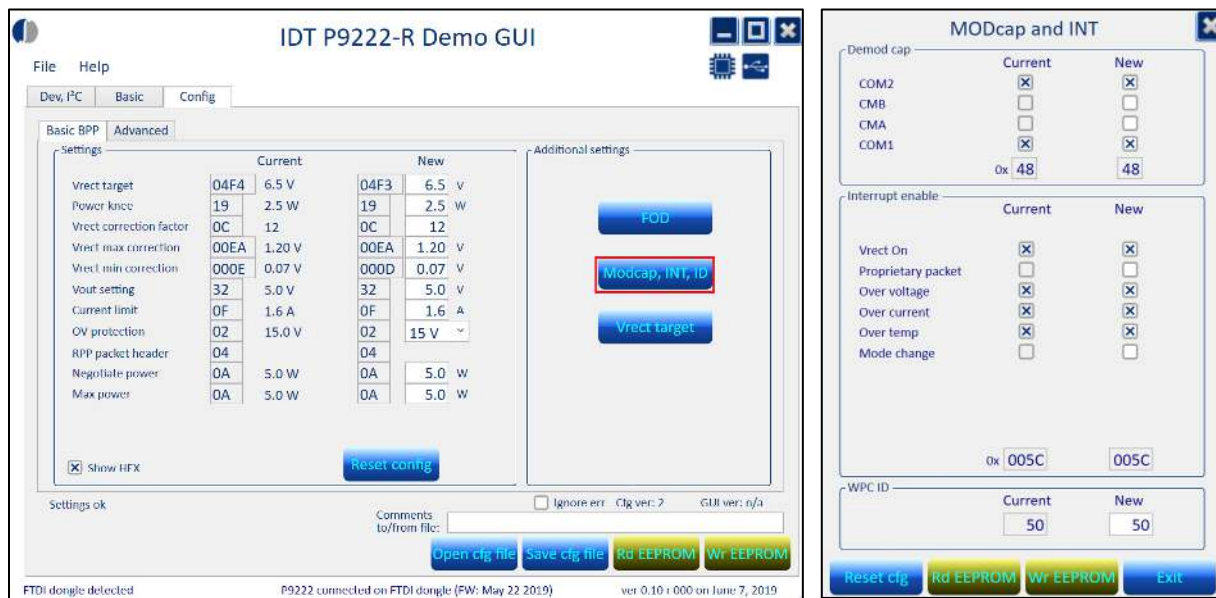 IDT P9222-R Demo GUI
File Help
Dev, I²C Basic Config
Basic BPP Advanced
Settings
Current New
Vrect target 04F4 6.5 V 04F3 6.5 V
Power knee 19 2.5 W 19 2.5 W
Vrect correction factor 0C 12 0C 12
Vrect max correction 00EA 1.20 V 00EA 1.20 V
Vrect min correction 000E 0.07 V 000D 0.07 V
Vout setting 32 5.0 V 32 5.0 V
Current limit 0F 1.6 A 0F 1.6 A
OV protection 02 15.0 V 02 15 V
RPP packet header 04 04
Negotiate power 0A 5.0 W 0A 5.0 W
Max power 0A 5.0 W 0A 5.0 W
Show HEX
Reset config
Additional settings
FOD
Modcap, INT, ID
Vrect target
Settings ok
Ignore err Cfg ver: 2 GUI ver: n/a
Comments
to/from file:
Open cfg file Save cfg file Rd EEPROM Wr EEPROM
FTDI dongle detected P9222 connected on FTDI dongle (FW: May 22 2019) ver 0.10 r 000 on June 7, 2019
MODcap and INT
Demod cap
Current New
COM2
CMB
CMA
COM1
0x 48 48
Interrupt enable
Current New
Vrect On
Proprietary packet
Over voltage
Over current
Over temp
Mode change
0x 005C 005C
WPC ID
Current New
50 50
Reset cfg Rd EEPROM Wr EEPROM Exit